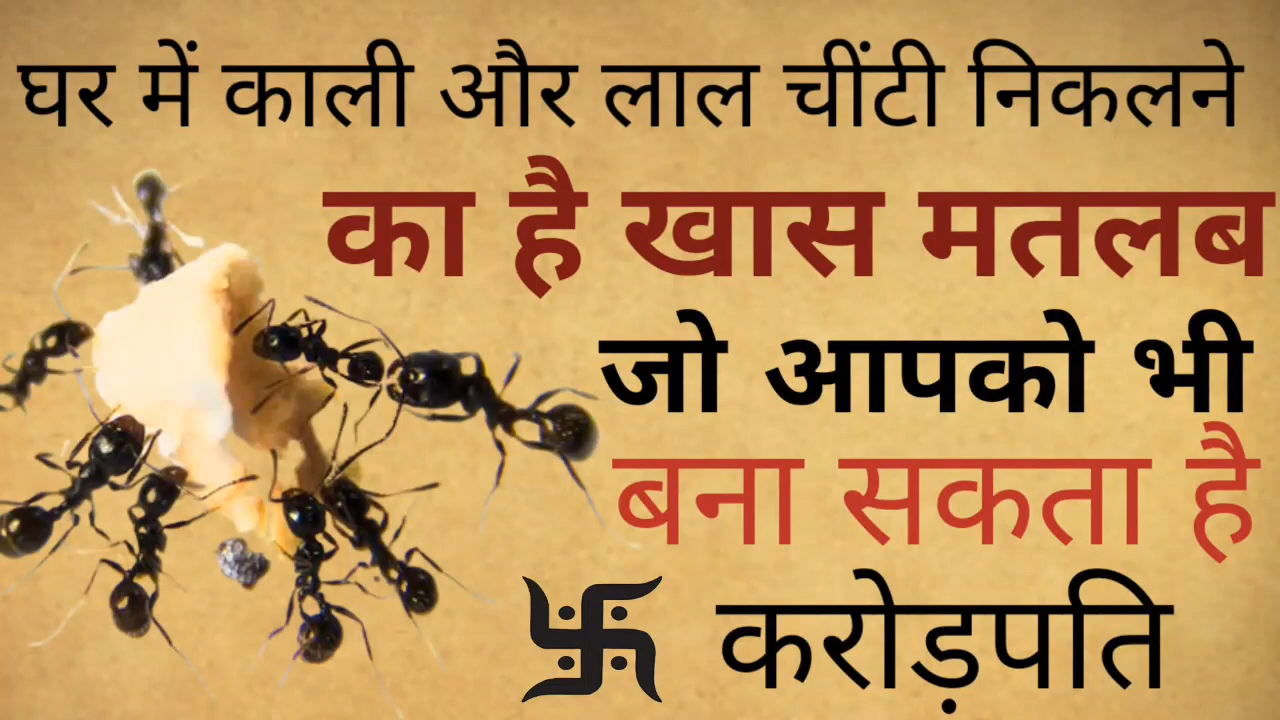 घर में काली और लाल चींटी निकलने
का है खास मतलब
जो आपको भी
बना सकता है
करोड़पति